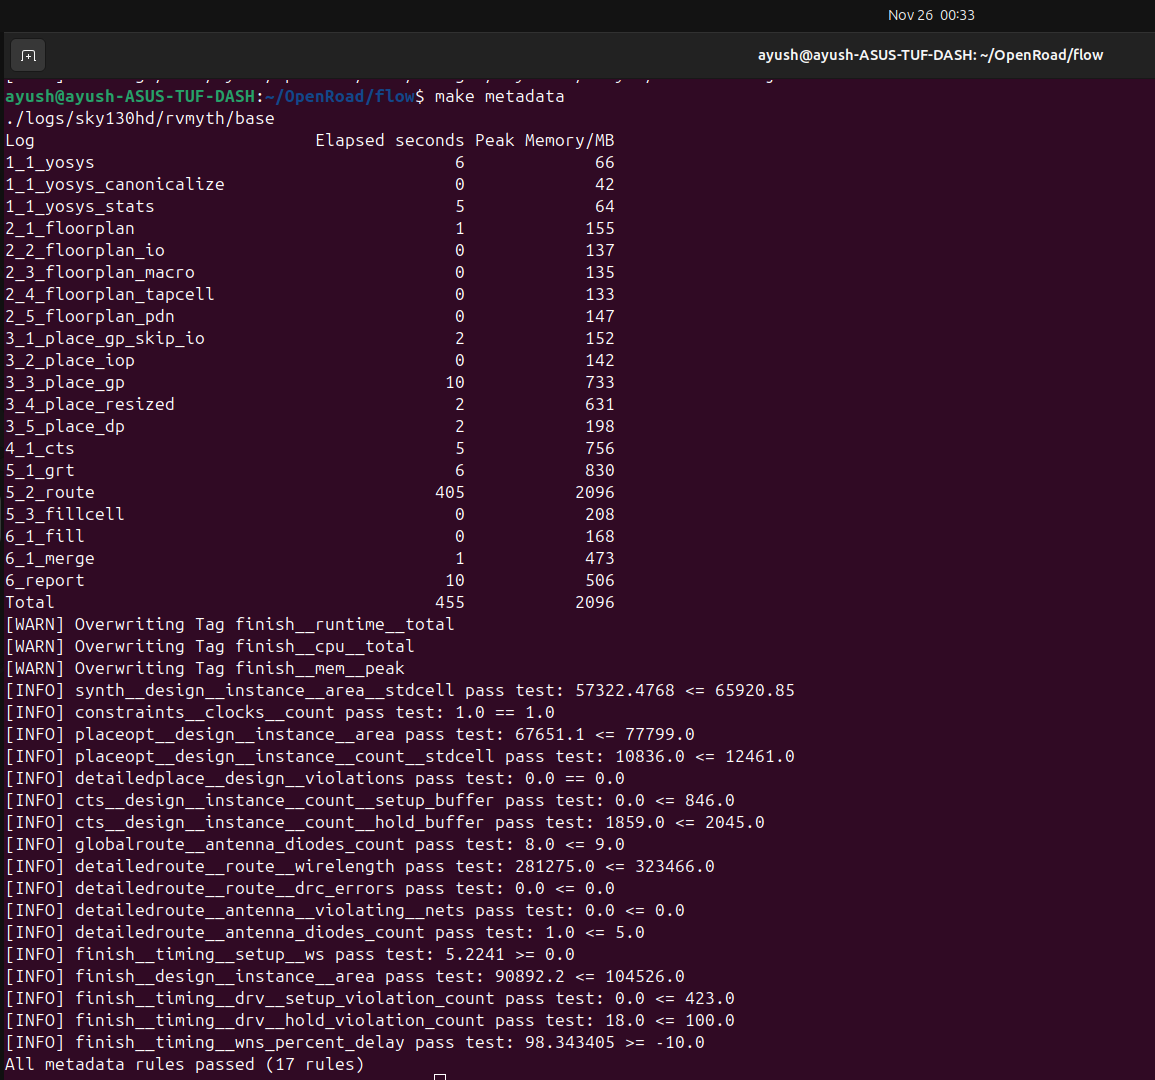 Nov 26 00:33
ayush@ayush-ASUS-TUF-DASH: ~/OpenRoad/flow
ayush@ayush-ASUS-TUF-DASH:~/OpenRoad/flow$ make metadata
./logs/sky130hd/rvmyth/base
Log Elapsed seconds Peak Memory/MB
1_1_yosys 6 66
1_1_yosys_canonicalize 0 42
1_1_yosys_stats 5 64
2_1_floorplan 1 155
2_2_floorplan_io 0 137
2_3_floorplan_macro 0 135
2_4_floorplan_tapcell 0 133
2_5_floorplan_pdn 0 147
3_1_place_gp_skip_io 2 152
3_2_place_iop 0 142
3_3_place_gp 10 733
3_4_place_resized 2 631
3_5_place_dp 2 198
4_1_cts 5 756
5_1_grt 6 830
5_2_route 405 2096
5_3_fillcell 0 208
6_1_fill 0 168
6_1_merge 1 473
6_report 10 506
Total 455 2096
[WARN] Overwriting Tag finish__runtime__total
[WARN] Overwriting Tag finish__cpu__total
[WARN] Overwriting Tag finish__mem__peak
[INFO] synth__design__instance__area__stdcell pass test: 57322.4768 <= 65920.85
[INFO] constraints__clocks__count pass test: 1.0 == 1.0
[INFO] placeopt__design__instance__area pass test: 67651.1 <= 77799.0
[INFO] placeopt__design__instance__count__stdcell pass test: 10836.0 <= 12461.0
[INFO] detailedplace__design__violations pass test: 0.0 == 0.0
[INFO] cts__design__instance__count__setup_buffer pass test: 0.0 <= 846.0
[INFO] cts__design__instance__count__hold_buffer pass test: 1859.0 <= 2045.0
[INFO] globalroute__antenna_diodes_count pass test: 8.0 <= 9.0
[INFO] detailedroute__route__wirelength pass test: 281275.0 <= 323466.0
[INFO] detailedroute__route__drc_errors pass test: 0.0 <= 0.0
[INFO] detailedroute__antenna__violating__nets pass test: 0.0 <= 0.0
[INFO] detailedroute__antenna_diodes_count pass test: 1.0 <= 5.0
[INFO] finish__timing__setup__ws pass test: 5.2241 >= 0.0
[INFO] finish__design__instance__area pass test: 90892.2 <= 104526.0
[INFO] finish__timing__drv__setup_violation_count pass test: 0.0 <= 423.0
[INFO] finish__timing__drv__hold_violation_count pass test: 18.0 <= 100.0
[INFO] finish__timing__wns_percent_delay pass test: 98.343405 >= -10.0
All metadata rules passed (17 rules)